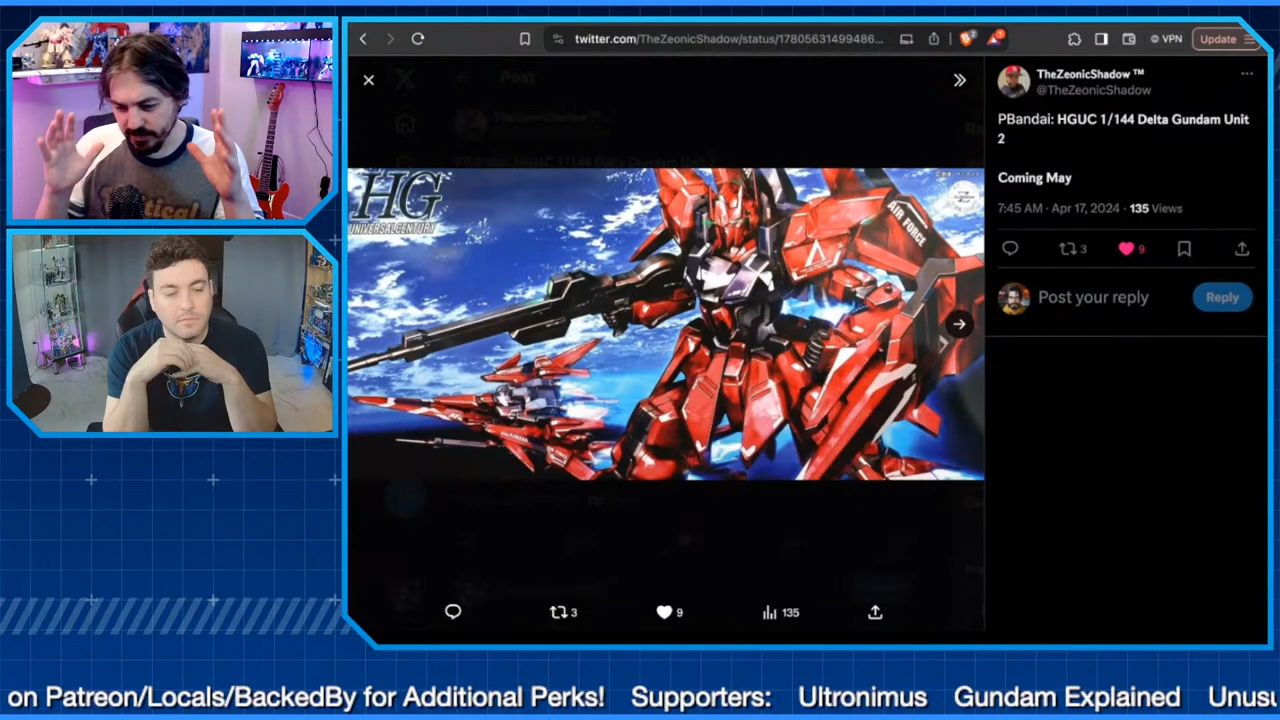 twitter.com/TheZeonicShadow/status/17805631499486...
VPN
Update
Post
HG
UNIVERSAL CENTURY
AIR FORCE
TheZeonicShadow ™
@TheZeonicShadow
PBandai: HGUC 1/144 Delta Gundam Unit
2
Coming May
7:45 AM · Apr 17, 2024 · 135 Views
3
9
Post your reply
Reply
3
9
135
on Patreon/Locals/BackedBy for Additional Perks! Supporters: Ultronimus Gundam Explained Unusu